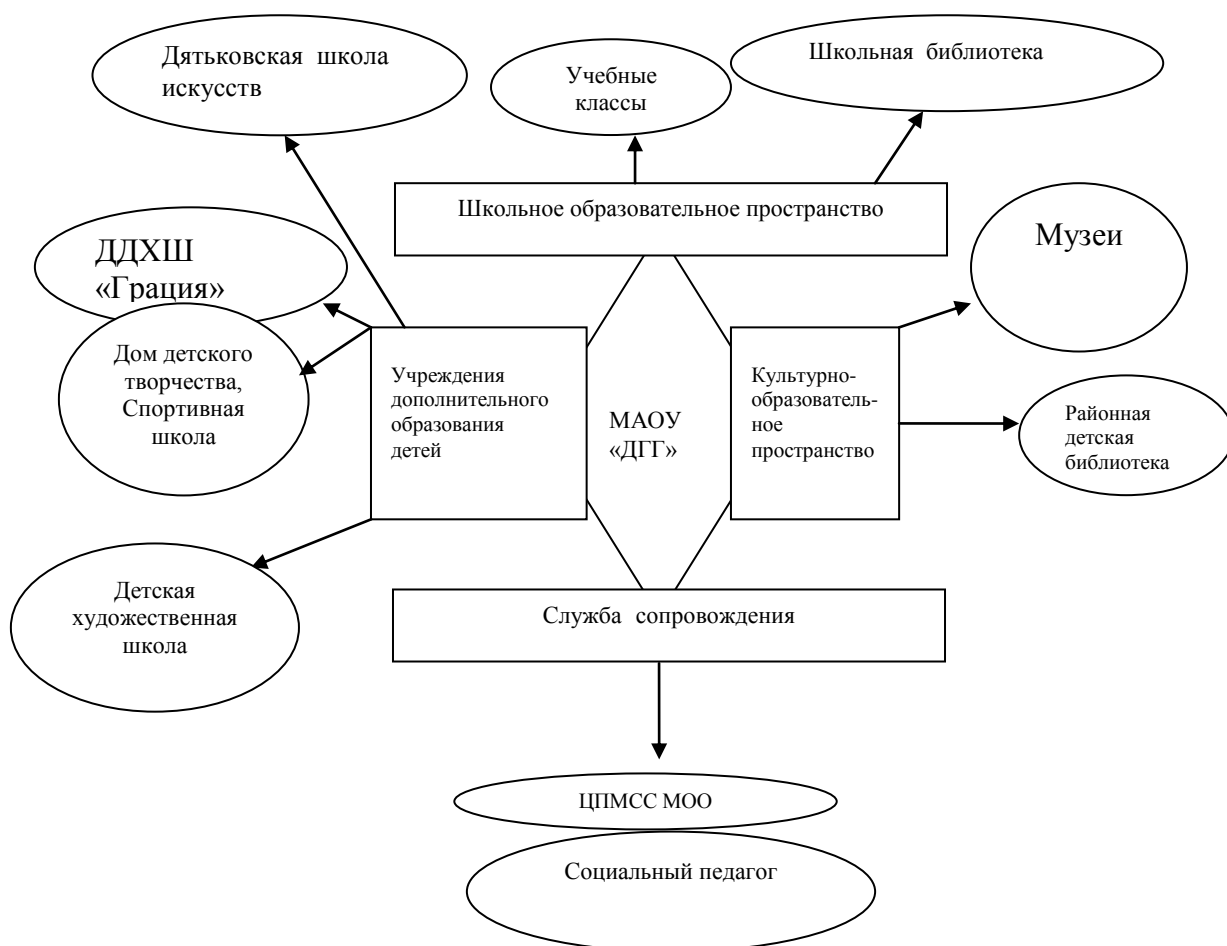 Дятьковская школа
искусств
Учебные
классы
Школьная библиотека
Школьное образовательное пространство
ДДХШ
«Грация»
Музеи
Дом детского
творчества,
Спортивная
школа
Учреждения
дополнительного
образования
детей
МАОУ
«ДГГ»
Культурно-
образователь-
ное
пространство
Районная
детская
библиотека
Детская
художественная
школа
Служба сопровождения
ЦПМСС МОО
Социальный педагог